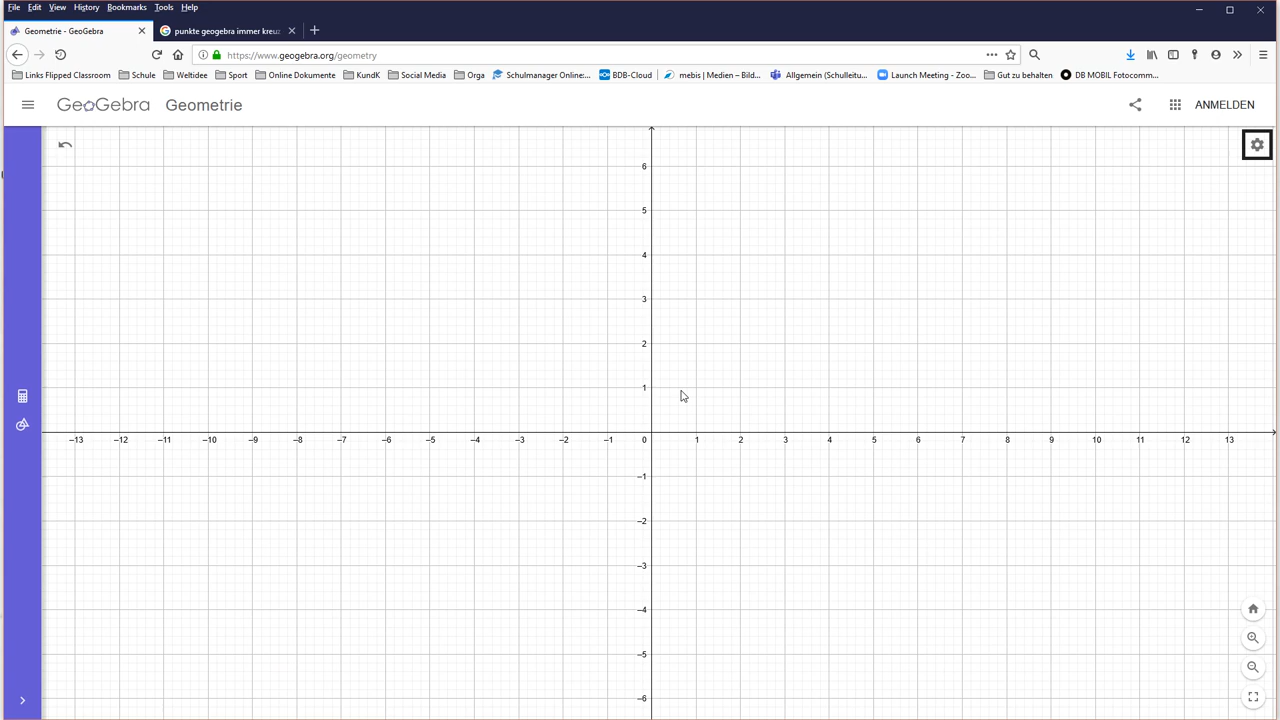 File Edit View History Bookmarks Tools Help
Geometrie - GeoGebra punkte geogebra immer kreuz
https://www.geogebra.org/geometry
Links Flipped Classroom Schule Weltidee Sport Online Dokumente KundK Social Media Orga Schulmanager Online:... BDB-Cloud mebis | Medien – Bild... Allgemein (Schulleitu... Launch Meeting - Zoo... Gut zu behalten DB MOBIL Fotocomm...
GeoGebra Geometrie ANMELDEN
6
5
4
3
2
1
–13 –12 –11 –10 –9 –8 –7 –6 –5 –4 –3 –2 –1 0 1 2 3 4 5 6 7 8 9 10 11 12 13
–1
–2
–3
–4
–5
–6